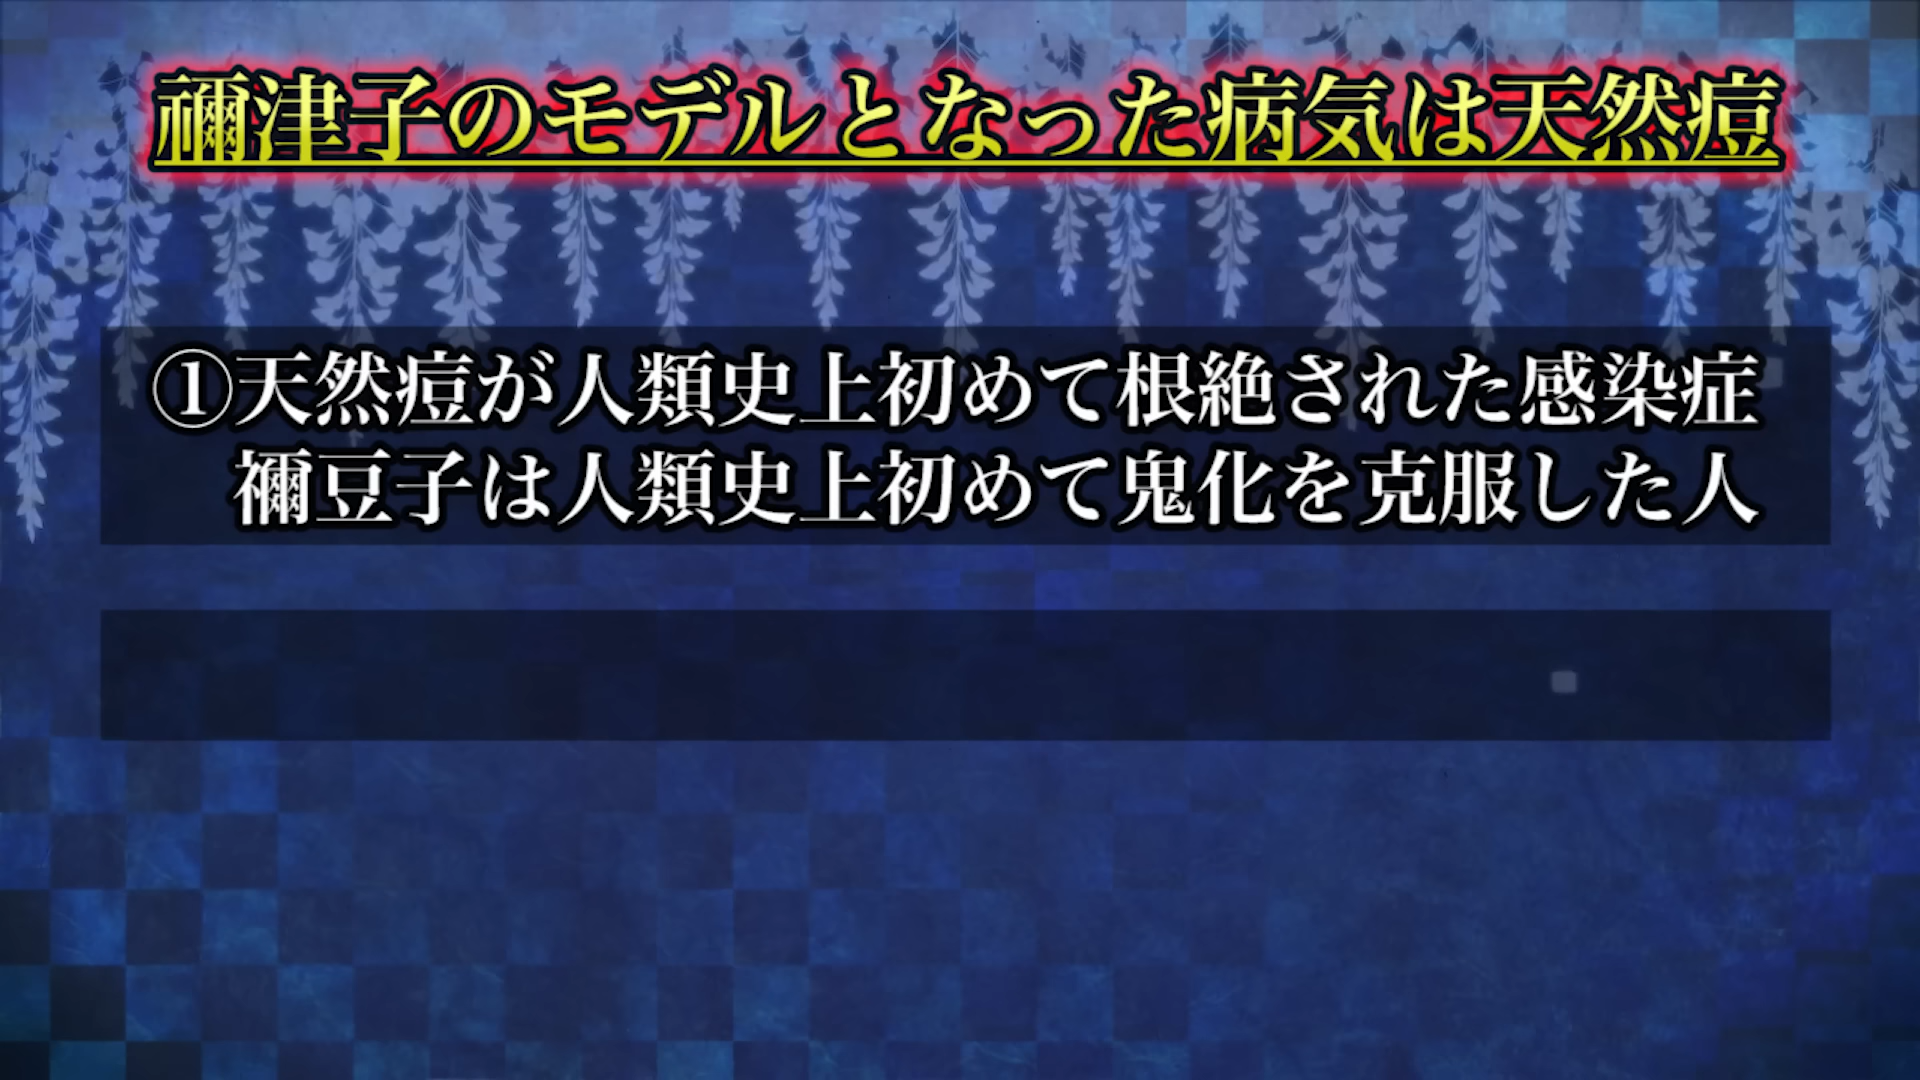 禰津子のモデルとなった病気は天然痘
①天然痘が人類史上初めて根絶された感染症
禰豆子は人類史上初めて鬼化を克服した人